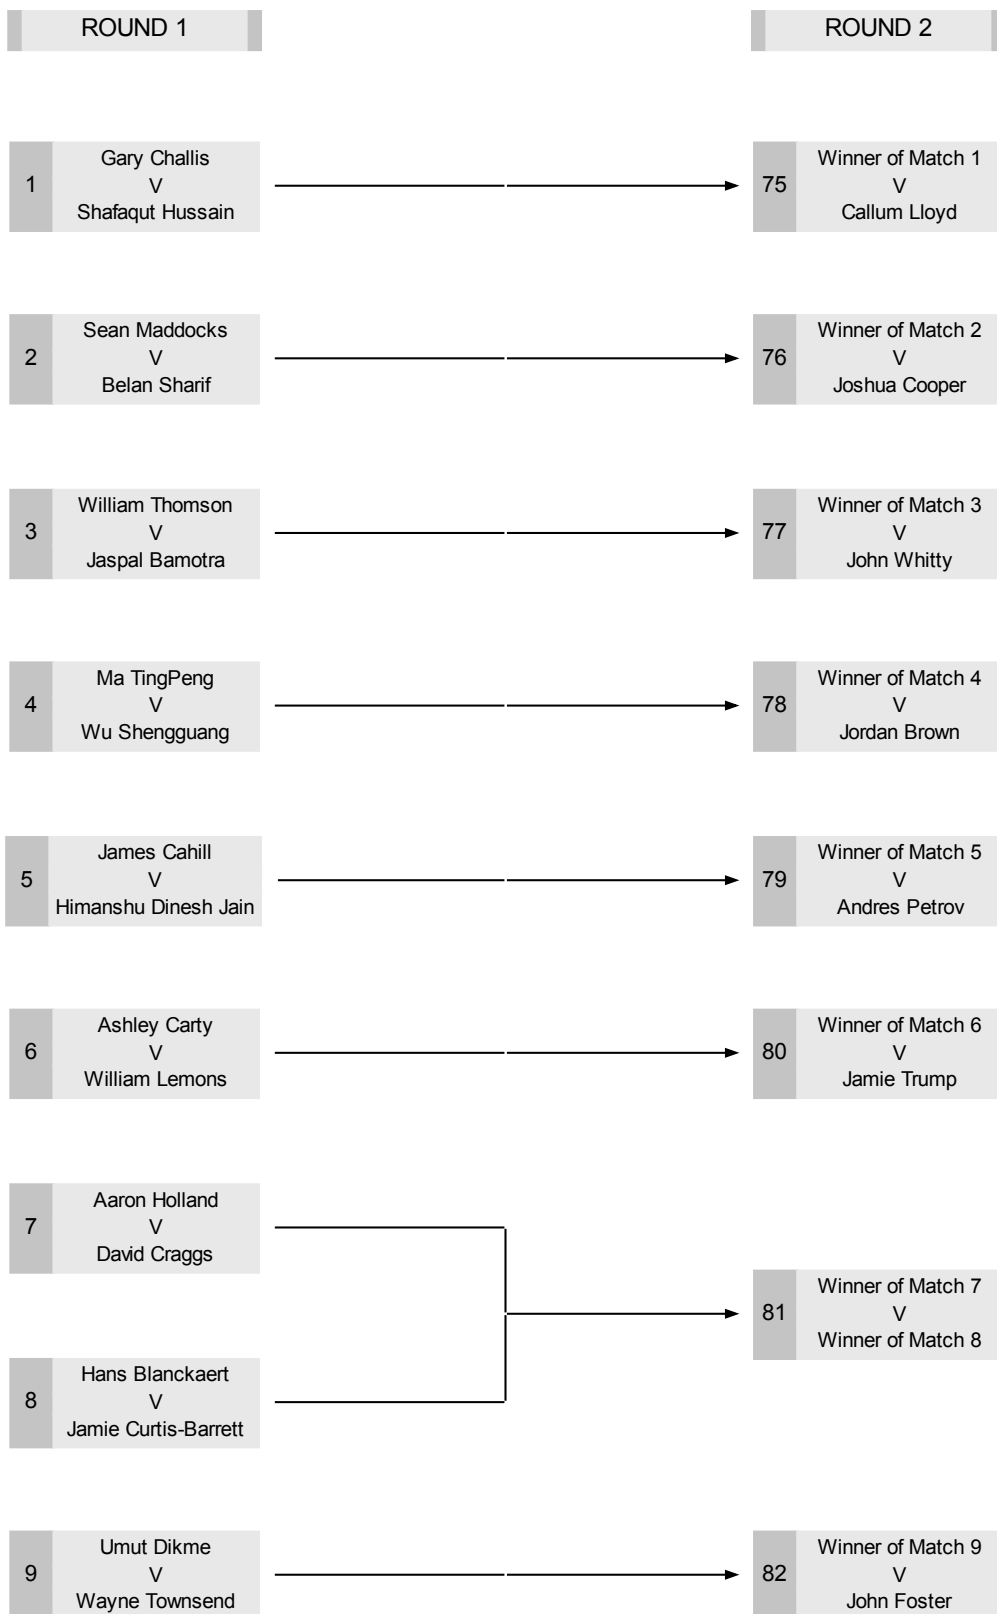 ROUND 1
ROUND 2
1
Gary Challis
V
Shafaqut Hussain
75
Winner of Match 1
V
Callum Lloyd
2
Sean Maddocks
V
Belan Sharif
76
Winner of Match 2
V
Joshua Cooper
3
William Thomson
V
Jaspal Bamotra
77
Winner of Match 3
V
John Whitty
4
Ma TingPeng
V
Wu Shengguang
78
Winner of Match 4
V
Jordan Brown
5
James Cahill
V
Himanshu Dinesh Jain
79
Winner of Match 5
V
Andres Petrov
6
Ashley Carty
V
William Lemons
80
Winner of Match 6
V
Jamie Trump
7
Aaron Holland
V
David Craggs
81
Winner of Match 7
V
Winner of Match 8
8
Hans Blanckaert
V
Jamie Curtis-Barrett
9
Umut Dikme
V
Wayne Townsend
82
Winner of Match 9
V
John Foster